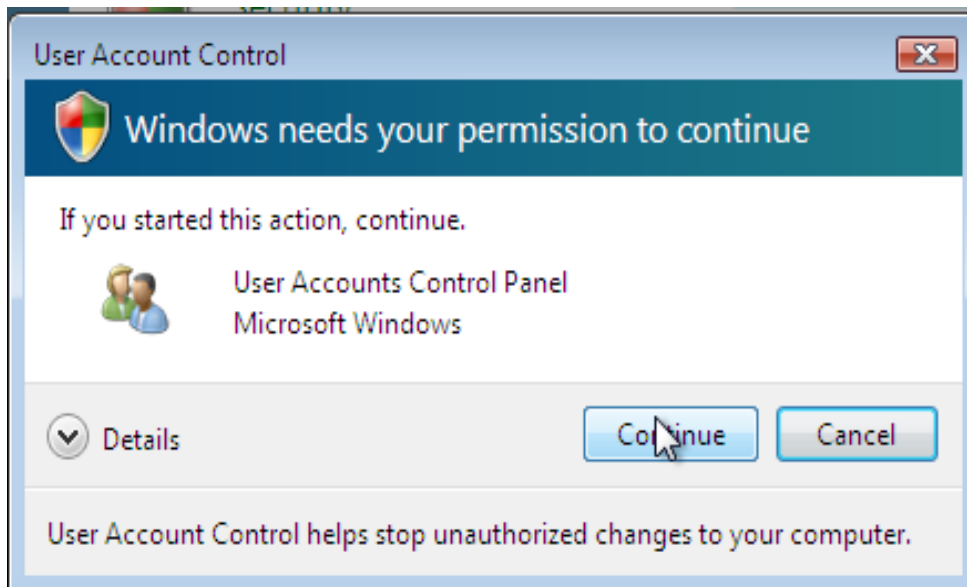 Security
User Account Control
Windows needs your permission to continue
If you started this action, continue.
User Accounts Control Panel
Microsoft Windows
Details
Continue
Cancel
User Account Control helps stop unauthorized changes to your computer.